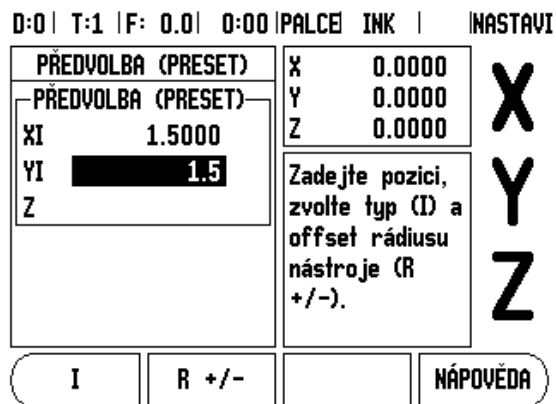 D:0 | T:1 | F: 0.0 | 0:00 | PALCE | INK | | NASTAVI
PŘEDVOLBA (PRESET)
PŘEDVOLBA (PRESET)
XI 1.5000
YI 1.5
Z
X 0.0000
Y 0.0000
Z 0.0000
Zadejte pozici,
zvolte typ (I) a
offset rádiusu
nástroje (R
+/-).
X
Y
Z
I
R +/-
NÁPOVĚDA